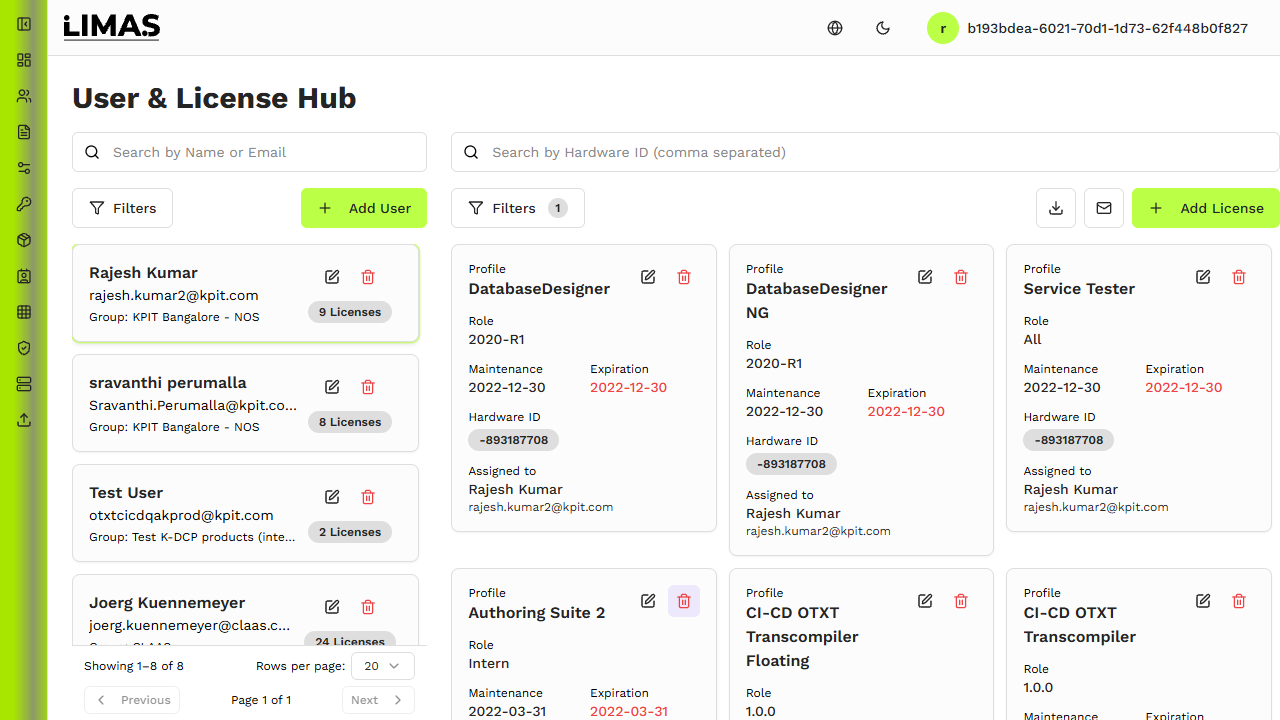 LIMAS
r
b193bdea-6021-70d1-1d73-62f448b0f827
User & License Hub
Search by Name or Email
Filters
Add User
Rajesh Kumar
rajesh.kumar2@kpit.com
Group: KPIT Bangalore - NOS
9 Licenses
sravanthi perumalla
Sravanthi.Perumalla@kpit.co...
Group: KPIT Bangalore - NOS
8 Licenses
Test User
otxtcicdqakprod@kpit.com
Group: Test K-DCP products (inte...
2 Licenses
Joerg Kuennemeyer
joerg.kuennemeyer@claas.c...
24 Licenses
Showing 1–8 of 8
Rows per page: 20
Previous
Page 1 of 1
Next
Search by Hardware ID (comma separated)
Filters 1
Add License
Profile
DatabaseDesigner
Role
2020-R1
Maintenance Expiration
2022-12-30 2022-12-30
Hardware ID
-893187708
Assigned to
Rajesh Kumar
rajesh.kumar2@kpit.com
Profile
DatabaseDesigner
NG
Role
2020-R1
Maintenance Expiration
2022-12-30 2022-12-30
Hardware ID
-893187708
Assigned to
Rajesh Kumar
rajesh.kumar2@kpit.com
Profile
Service Tester
Role
All
Maintenance Expiration
2022-12-30 2022-12-30
Hardware ID
-893187708
Assigned to
Rajesh Kumar
rajesh.kumar2@kpit.com
Profile
Authoring Suite 2
Role
Intern
Maintenance Expiration
2022-03-31 2022-03-31
Profile
CI-CD OTXT
Transcompiler
Floating
Role
1.0.0
Profile
CI-CD OTXT
Transcompiler
Role
1.0.0
Maintenance Expiration